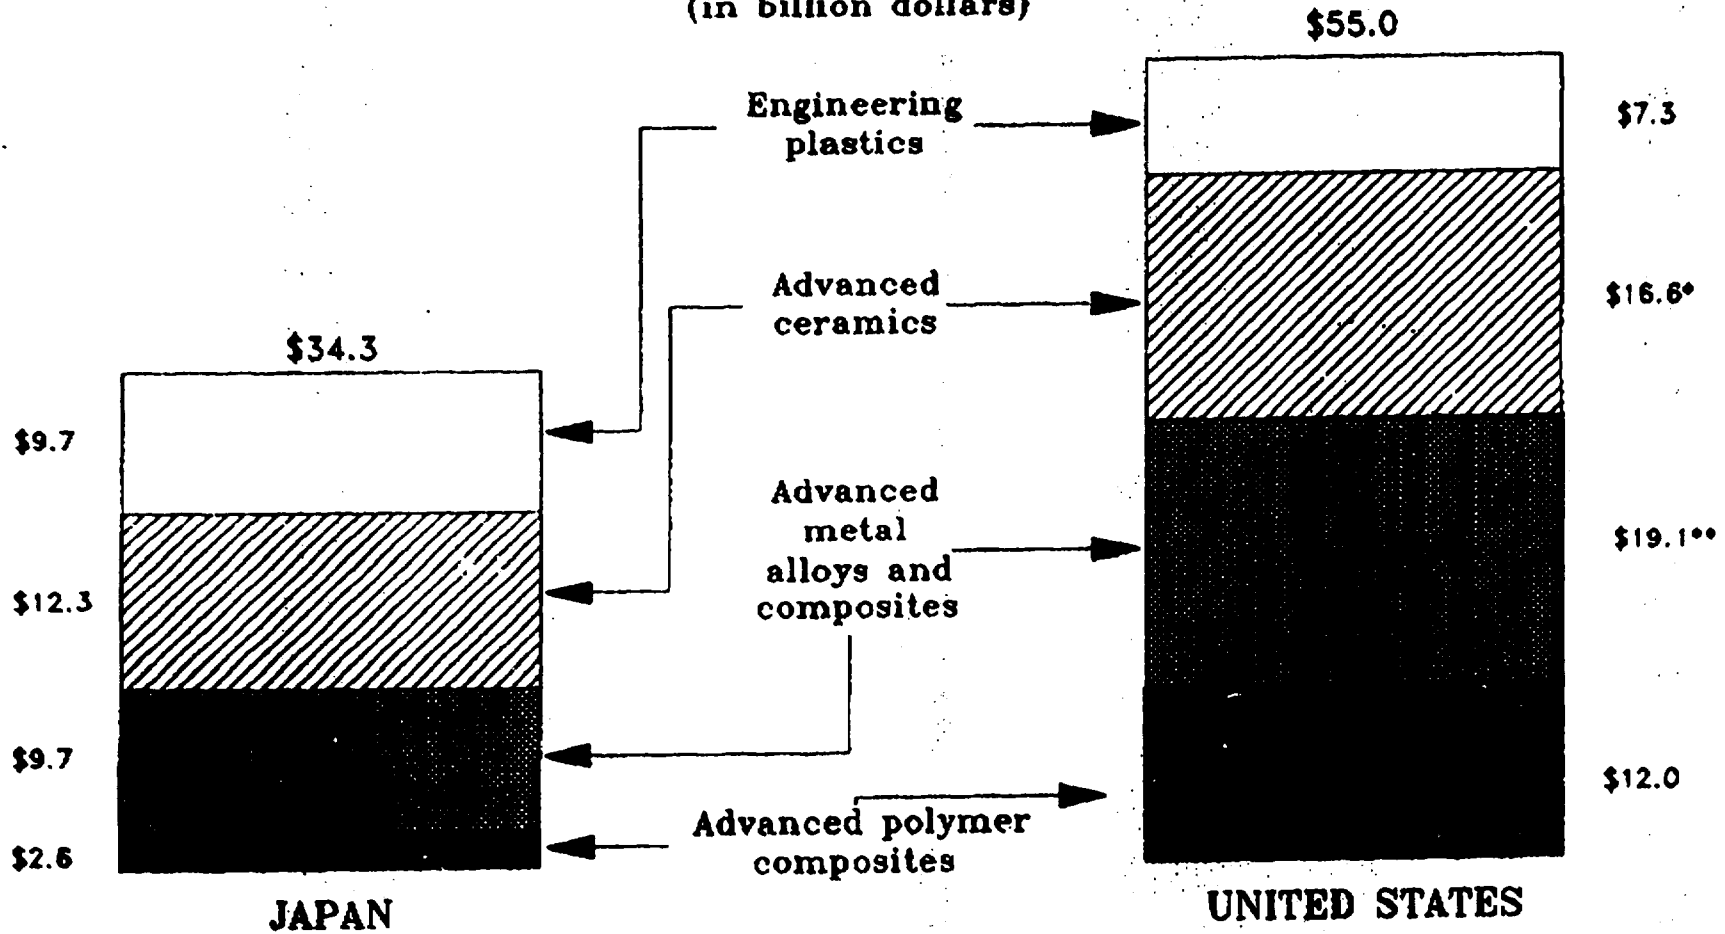 (in billion dollars)
$55.0
Engineering
plastics
$7.3
Advanced
ceramics
$16.6*
$34.3
$9.7
Advanced
metal
alloys and
composites
$19.1**
$12.3
$9.7
$12.0
Advanced polymer
composites
$2.6
JAPAN
UNITED STATES